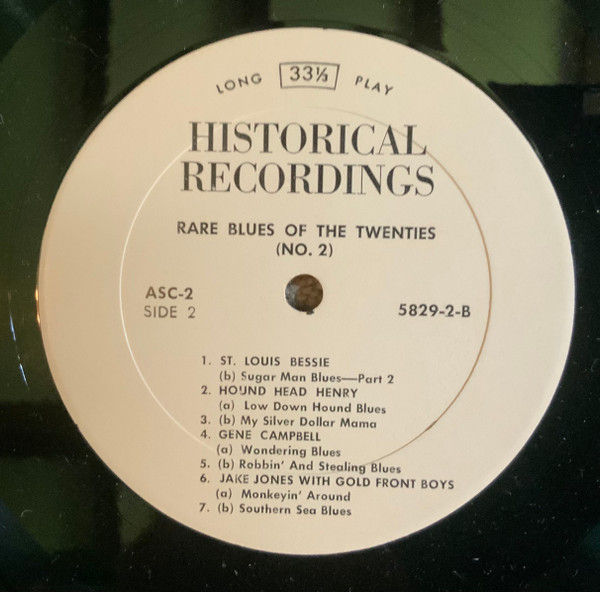 LONG 33⅓ PLAY
HISTORICAL
RECORDINGS
RARE BLUES OF THE TWENTIES
(NO. 2)
ASC-2
SIDE 2
5829-2-B
1. ST. LOUIS BESSIE
(b) Sugar Man Blues—Part 2
2. HOUND HEAD HENRY
(a) Low Down Hound Blues
3. (b) My Silver Dollar Mama
4. GENE CAMPBELL
(a) Wondering Blues
5. (b) Robbin' And Stealing Blues
6. JAKE JONES WITH GOLD FRONT BOYS
(a) Monkeyin' Around
7. (b) Southern Sea Blues